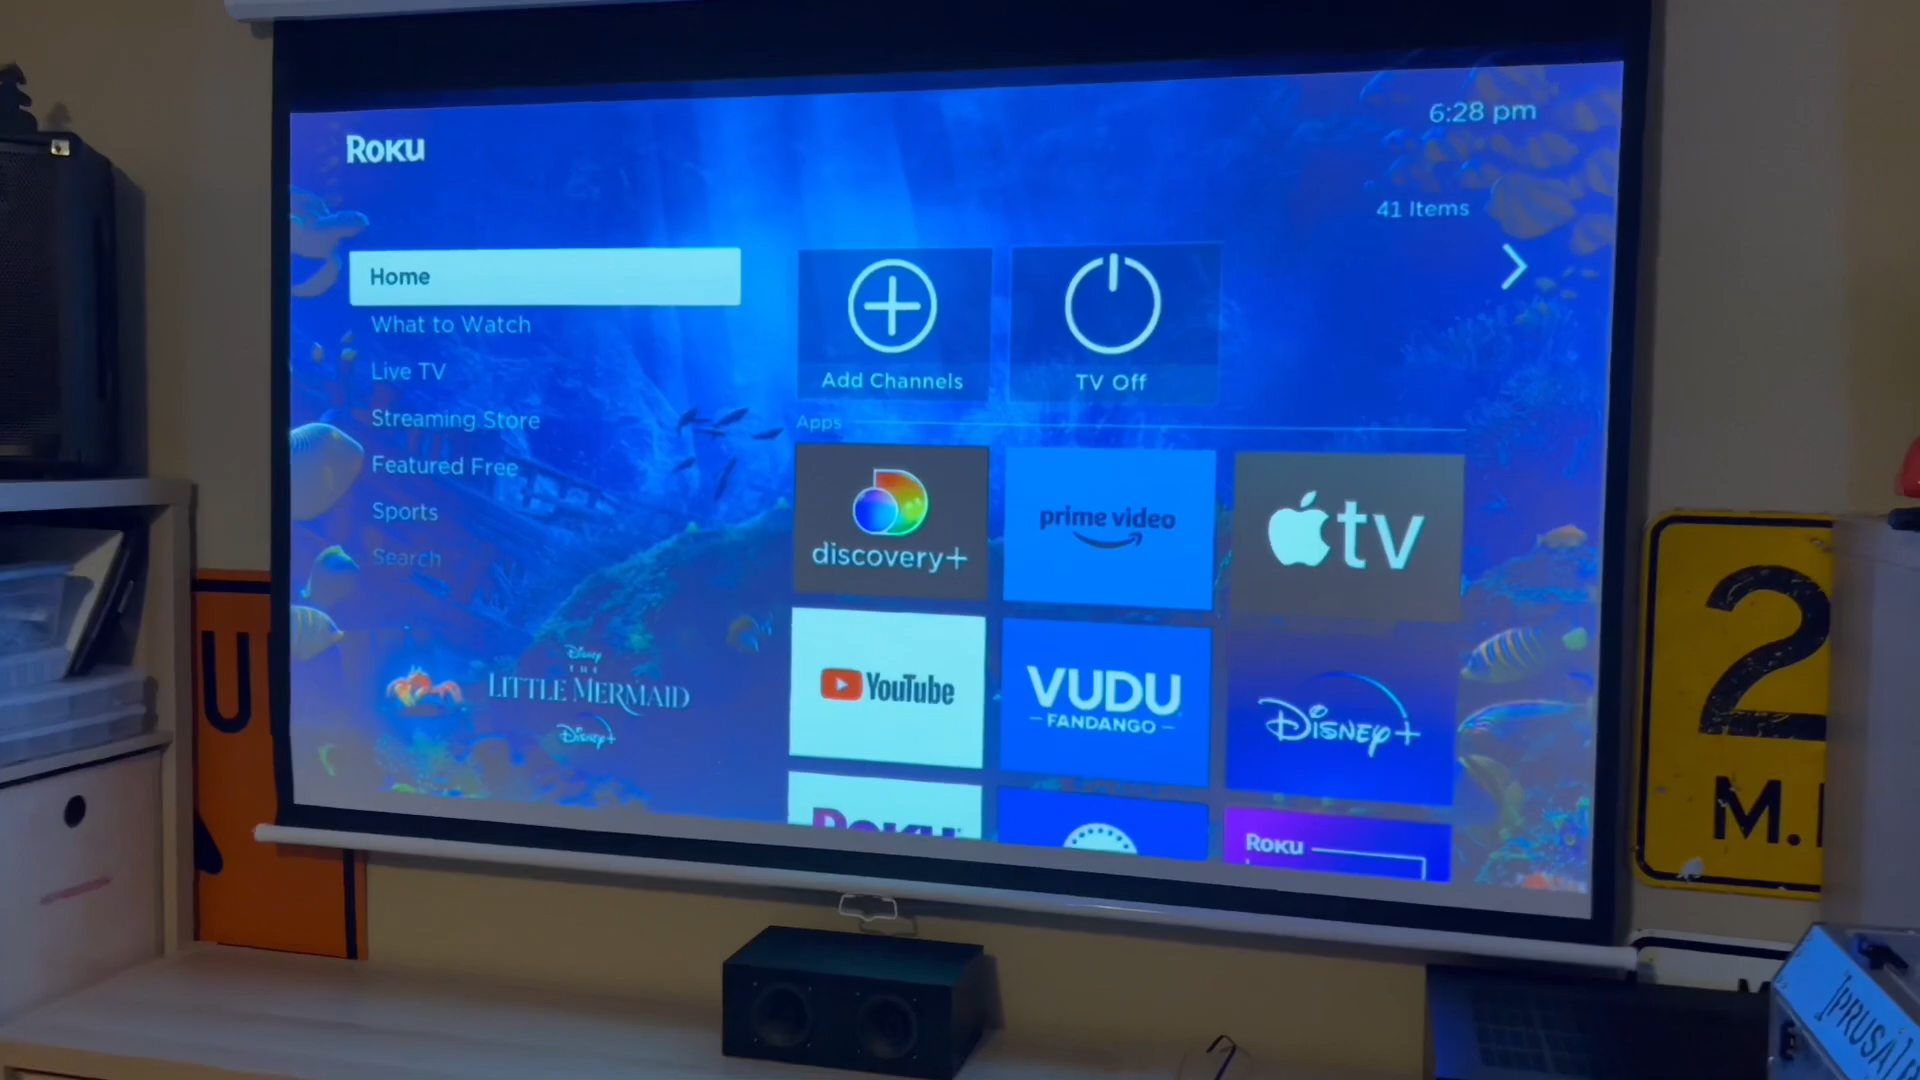 Roku
6:28 pm
41 Items
Home
What to Watch
Live TV
Streaming Store
Featured Free
Sports
Search
Add Channels
TV Off
Apps
discovery+
prime video
tv
YouTube
VUDU
FANDANGO
Disney+
Disney
THE
LITTLE MERMAID
Disney+
Roku
Roku
U
2
M.
M
PRUSA